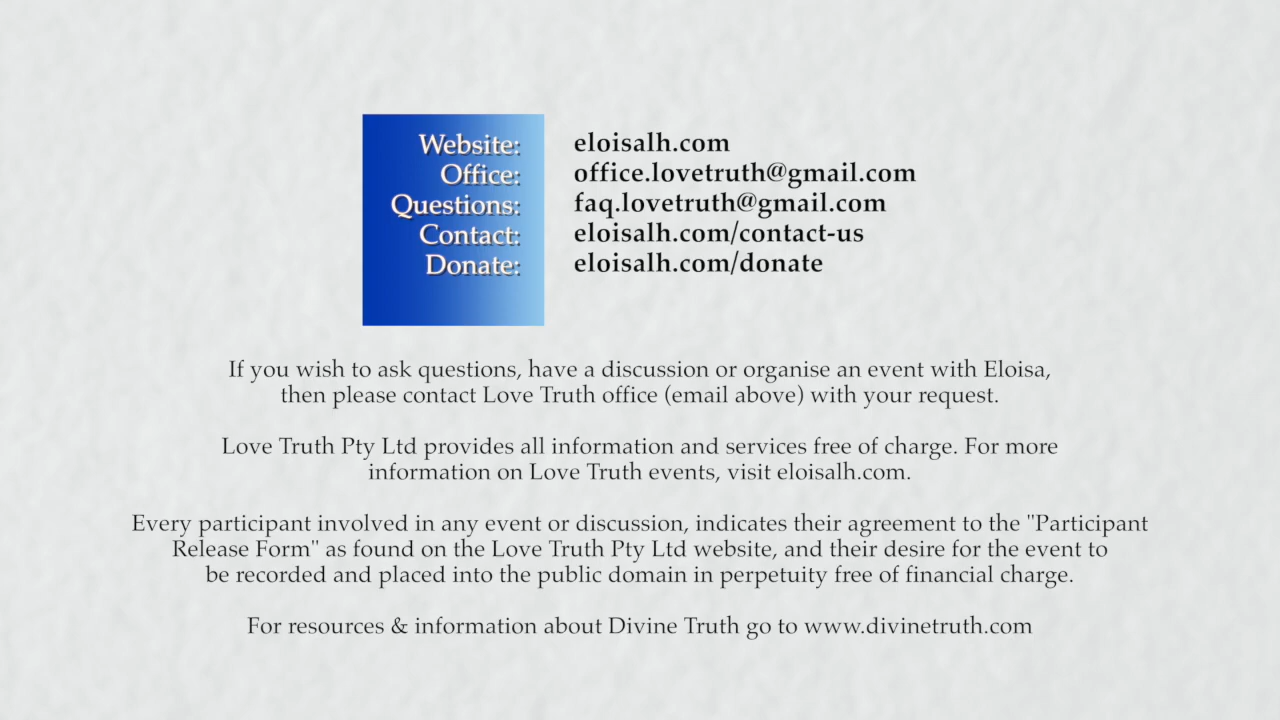 Website: eloisalh.com
Office: office.lovetruth@gmail.com
Questions: faq.lovetruth@gmail.com
Contact: eloisalh.com/contact-us
Donate: eloisalh.com/donate
If you wish to ask questions, have a discussion or organise an event with Eloisa,
then please contact Love Truth office (email above) with your request.
Love Truth Pty Ltd provides all information and services free of charge. For more
information on Love Truth events, visit eloisalh.com.
Every participant involved in any event or discussion, indicates their agreement to the "Participant
Release Form" as found on the Love Truth Pty Ltd website, and their desire for the event to
be recorded and placed into the public domain in perpetuity free of financial charge.
For resources & information about Divine Truth go to www.divinetruth.com